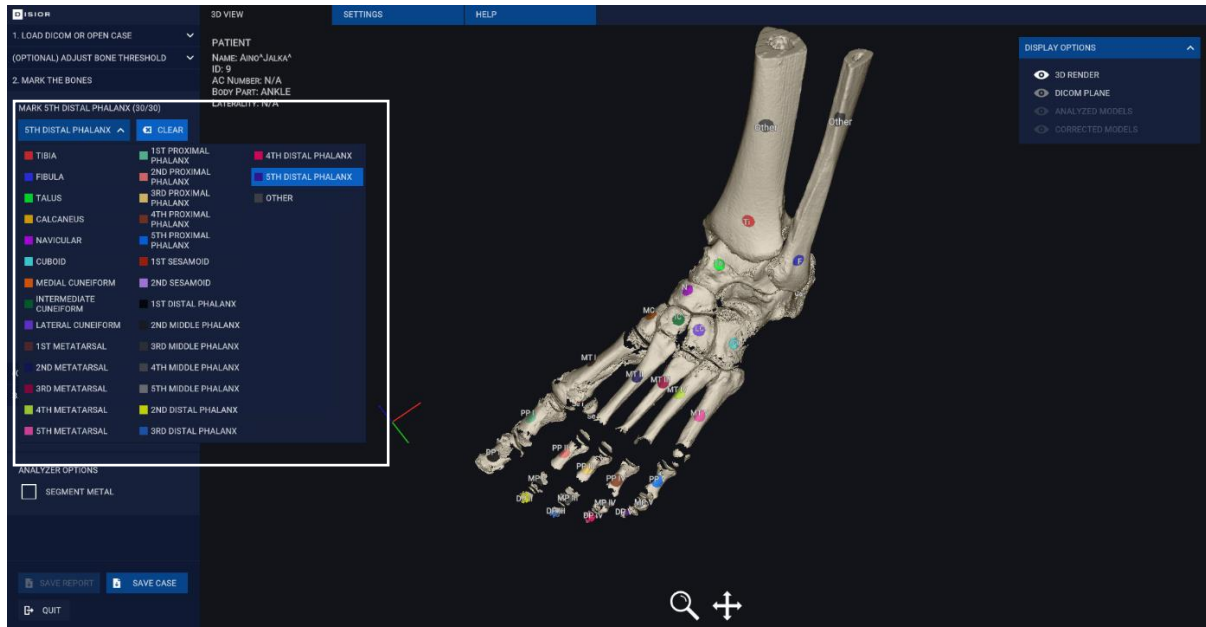 DISIOR
3D VIEW
SETTINGS
HELP
1. LOAD DICOM OR OPEN CASE
(OPTIONAL) ADJUST BONE THRESHOLD
2. MARK THE BONES
MARK 5TH DISTAL PHALANX (30/30)
5TH DISTAL PHALANX
CLEAR
TIBIA
FIBULA
TALUS
CALCANEUS
NAVICULAR
CUBOID
MEDIAL CUNEIFORM
INTERMEDIATE
CUNEIFORM
LATERAL CUNEIFORM
1ST METATARSAL
2ND METATARSAL
3RD METATARSAL
4TH METATARSAL
5TH METATARSAL
1ST PROXIMAL
PHALANX
2ND PROXIMAL
PHALANX
3RD PROXIMAL
PHALANX
4TH PROXIMAL
PHALANX
5TH PROXIMAL
PHALANX
1ST SESAMOID
2ND SESAMOID
1ST DISTAL PHALANX
2ND MIDDLE PHALANX
3RD MIDDLE PHALANX
4TH MIDDLE PHALANX
5TH MIDDLE PHALANX
2ND DISTAL PHALANX
3RD DISTAL PHALANX
4TH DISTAL PHALANX
5TH DISTAL PHALANX
OTHER
ANALYZER OPTIONS
SEGMENT METAL
SAVE REPORT
SAVE CASE
QUIT
PATIENT
NAME: AINO^JALKA^
ID: 9
AC NUMBER: N/A
BODY PART: ANKLE
LATERALITY: N/A
Other
Other
Ti
F
N
MC
LC
MT I
MT II
PP I
MP V
DP IV
DISPLAY OPTIONS
3D RENDER
DICOM PLANE
ANALYZED MODELS
CORRECTED MODELS